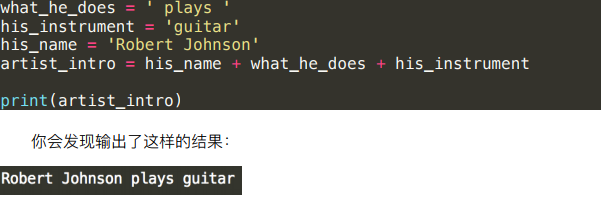 what_he_does = ' plays '
his_instrument = 'guitar'
his_name = 'Robert Johnson'
artist_intro = his_name + what_he_does + his_instrument
print(artist_intro)
你会发现输出了这样的结果：
Robert Johnson plays guitar